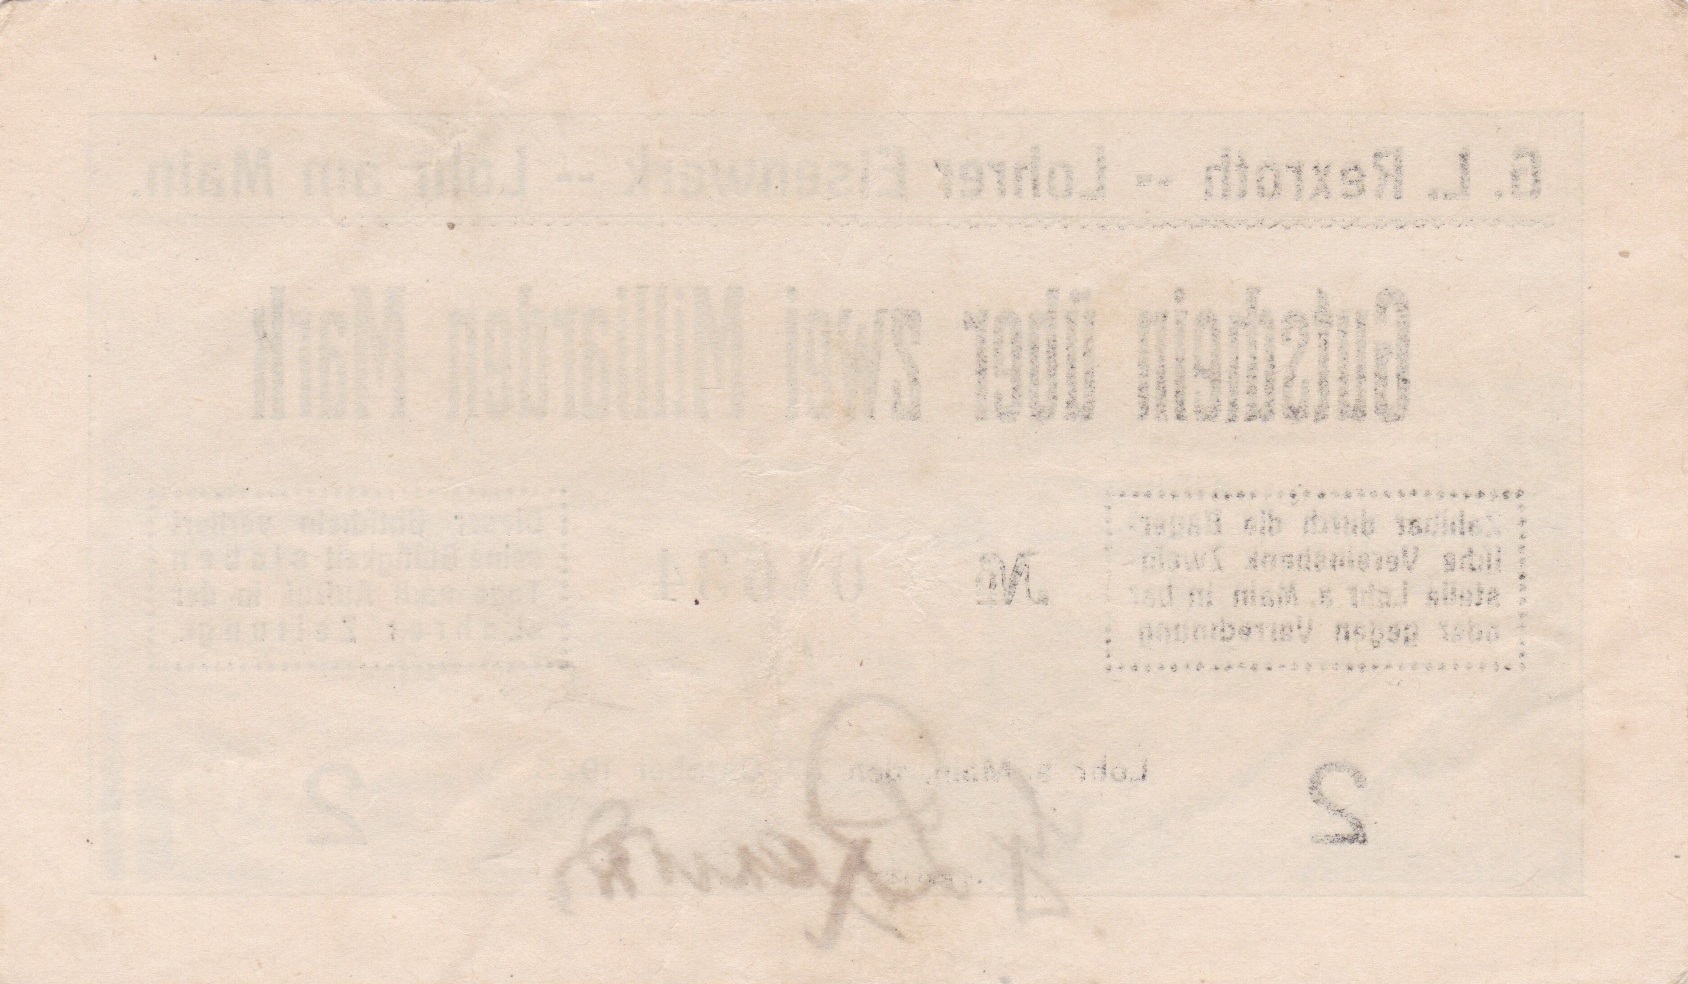 G. L. Rexroth -- Lohrer Eisenwerk -- Lohr am Main.
Gutschein über zwei Milliarden Mark
Zahlbar durch die Bayer-
ische Vereinsbank Zweig-
stelle Lohr a. Main in bar
oder gegen Verrechnung
№
Dieser Gutschein verliert
seine Gültigkeit sieben
Tage nach Aufruf in der
Lohrer Zeitung.
Lohr a. Main, den
2
2